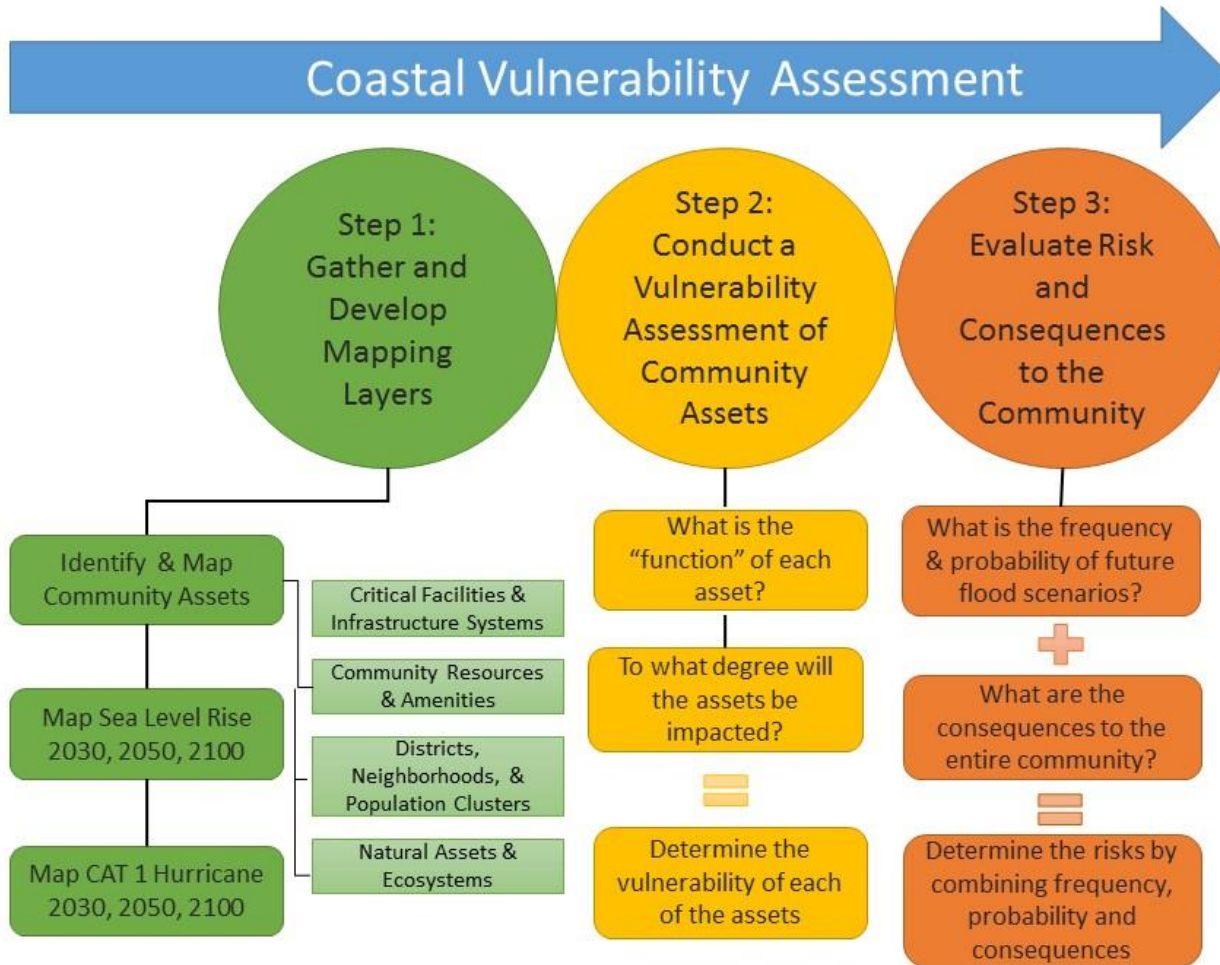 Coastal Vulnerability Assessment
Step 1:
Gather and
Develop
Mapping
Layers
Step 2:
Conduct a
Vulnerability
Assessment of
Community
Assets
Step 3:
Evaluate Risk
and
Consequences
to the
Community
Identify & Map
Community Assets
Critical Facilities &
Infrastructure Systems
Community Resources
& Amenities
Districts,
Neighborhoods, &
Population Clusters
Natural Assets &
Ecosystems
Map Sea Level Rise
2030, 2050, 2100
Map CAT 1 Hurricane
2030, 2050, 2100
What is the
“function” of each
asset?
To what degree will
the assets be
impacted?
=
Determine the
vulnerability of each
of the assets
What is the frequency
& probability of future
flood scenarios?
+
What are the
consequences to the
entire community?
=
Determine the risks by
combining frequency,
probability and
consequences